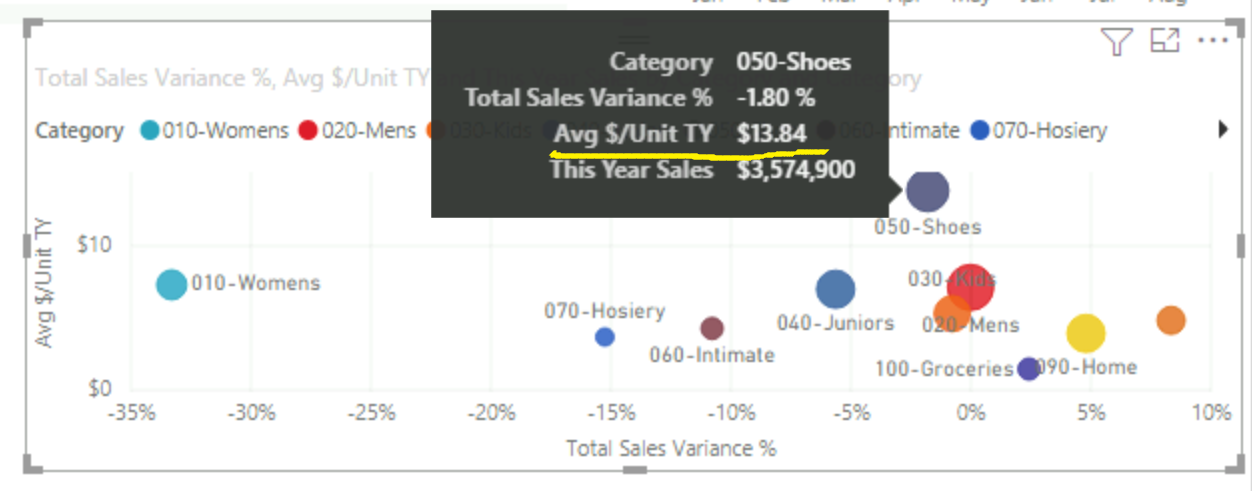 Category 050-Shoes
Total Sales Variance % -1.80 %
Avg $/Unit TY $13.84
This Year Sales $3,574,900
Total Sales Variance %, Avg $/Unit TY
Category 010-Womens 020-Mens 030-Kids 060-Intimate 070-Hosiery
Avg $/Unit TY
$10
$0
050-Shoes
010-Womens
030-Kids
070-Hosiery
040-Juniors
020-Mens
060-Intimate
100-Groceries
090-Home
-35% -30% -25% -20% -15% -10% -5% 0% 5% 10%
Total Sales Variance %